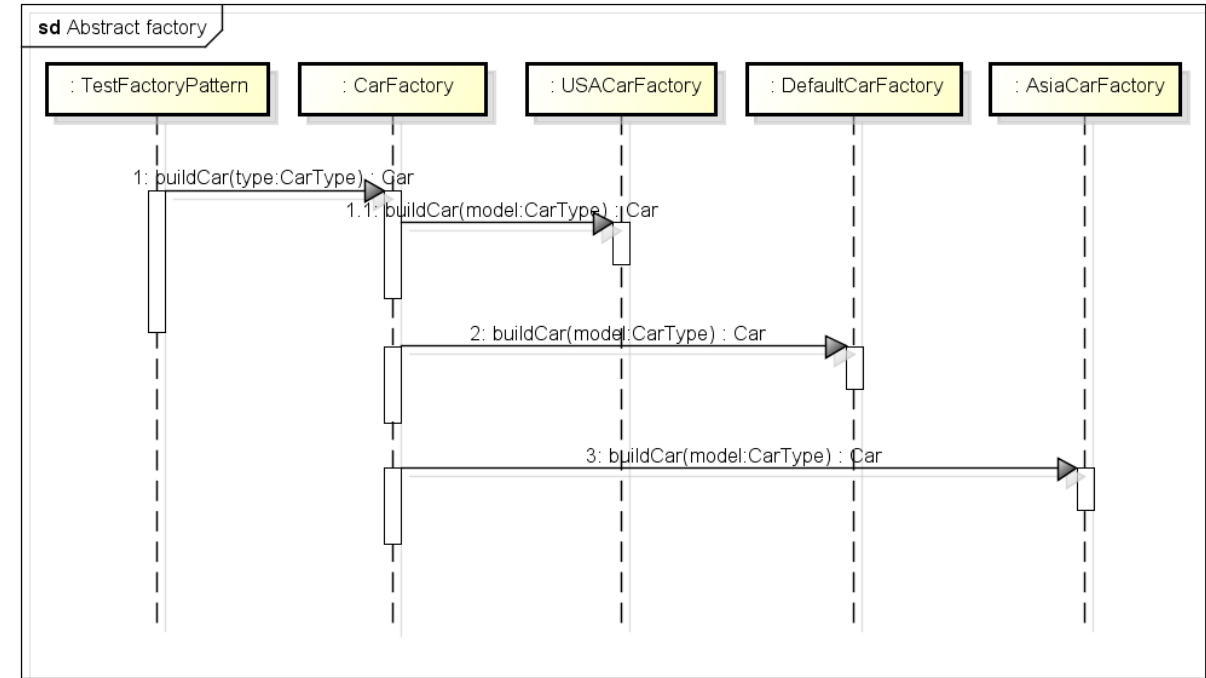 sd Abstract factory
: TestFactoryPattern
: CarFactory
: USACarFactory
: DefaultCarFactory
: AsiaCarFactory
1: buildCar(type:CarType) : Car
1.1: buildCar(model:CarType) : Car
2: buildCar(model:CarType) : Car
3: buildCar(model:CarType) : Car